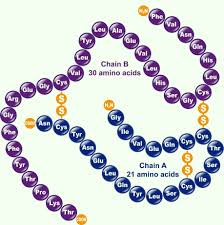 H₂N
Phe
Val
Asn
Gln
His
Leu
Cys
Gly
Ser
His
Leu
Val
Glu
Ala
Leu
Tyr
Leu
Val
Cys
Gly
Glu
Arg
Gly
Phe
Phe
Tyr
Thr
Pro
Lys
Thr
COOH
Chain B
30 amino acids
S
S
S
S
H₂N
Gly
Ile
Val
Glu
Gln
Cys
Cys
Thr
Ser
Ile
Cys
Ser
Leu
Tyr
Gln
Leu
Glu
Asn
Tyr
Cys
Asn
COOH
S
S
Chain A
21 amino acids